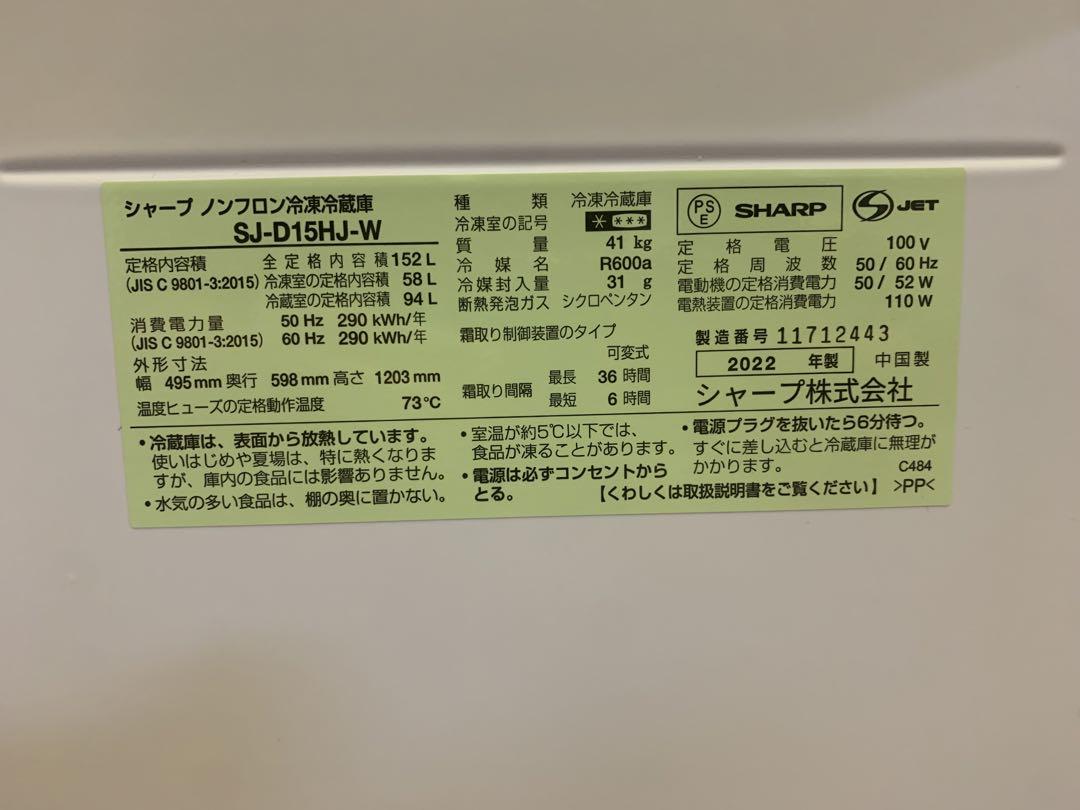 シャープ ノンフロン冷凍冷蔵庫
SJ-D15HJ-W
定格内容積 全定格内容積 152 L
(JIS C 9801-3:2015) 冷凍室の定格内容積 58 L
冷蔵室の定格内容積 94 L
消費電力量 50 Hz 290 kWh/年
(JIS C 9801-3:2015) 60 Hz 290 kWh/年
外形寸法
幅 495mm 奥行 598mm 高さ 1203mm
温度ヒューズの定格動作温度 73℃
種類 冷凍冷蔵庫
冷凍室の記号 * ***
質量 41 kg
冷媒名 R600a
冷媒封入量 31 g
断熱発泡ガス シクロペンタン
霜取り制御装置のタイプ
可変式
霜取り間隔 最長 36 時間
最短 6 時間
PS E SHARP JET
定格電圧 100 V
定格周波数 50 / 60 Hz
電動機の定格消費電力 50 / 52 W
電熱装置の定格消費電力 110 W
製造番号 11712443
2022 年製 中国製
シャープ株式会社
・冷蔵庫は、表面から放熱しています。
使いはじめや夏場は、特に熱くなりま
すが、庫内の食品には影響ありません。
・水気の多い食品は、棚の奥に置かない。
・室温が約5℃以下では、
食品が凍ることがあります。
・電源は必ずコンセントから
とる。
・電源プラグを抜いたら6分待つ。
すぐに差し込むと冷蔵庫に無理が
かかります。 C484
【くわしくは取扱説明書をご覧ください】 >PP<